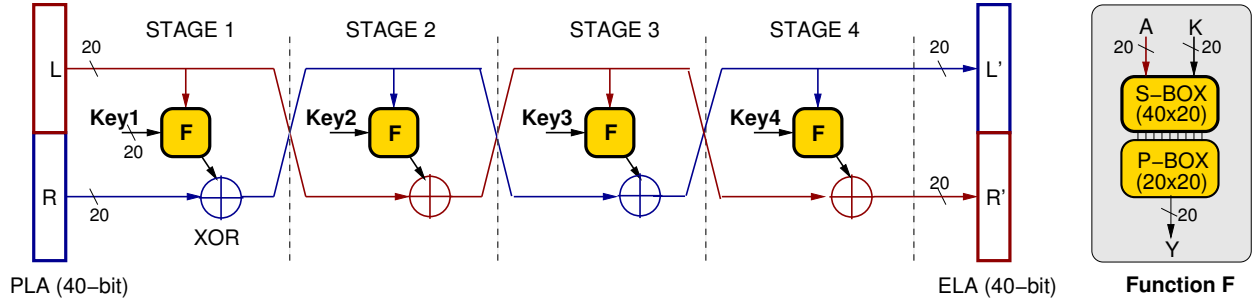 STAGE 1
STAGE 2
STAGE 3
STAGE 4
20
20
L
L'
Key1
20
F
Key2
F
Key3
F
Key4
F
R
20
XOR
20
R'
PLA (40-bit)
ELA (40-bit)
A
K
20
20
S-BOX
(40x20)
P-BOX
(20x20)
20
Y
Function F